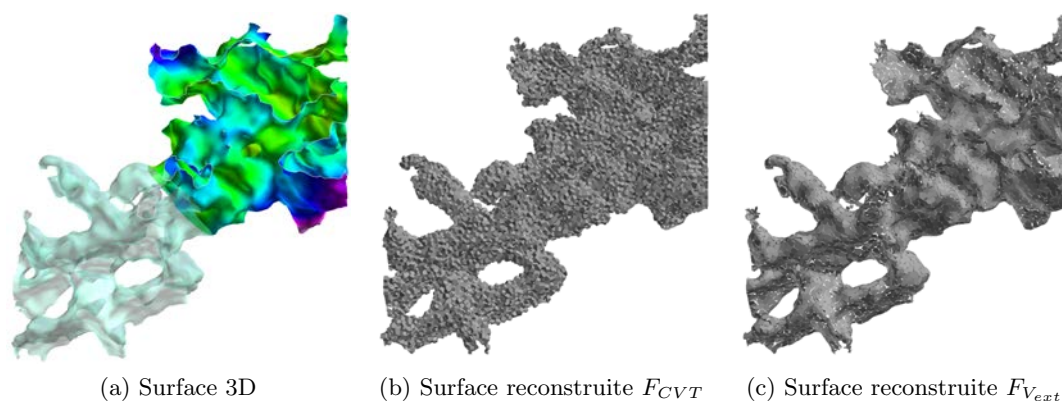 (a) Surface 3D
(b) Surface reconstruite $F_{CVT}$
(c) Surface reconstruite $F_{V_{ext}}$